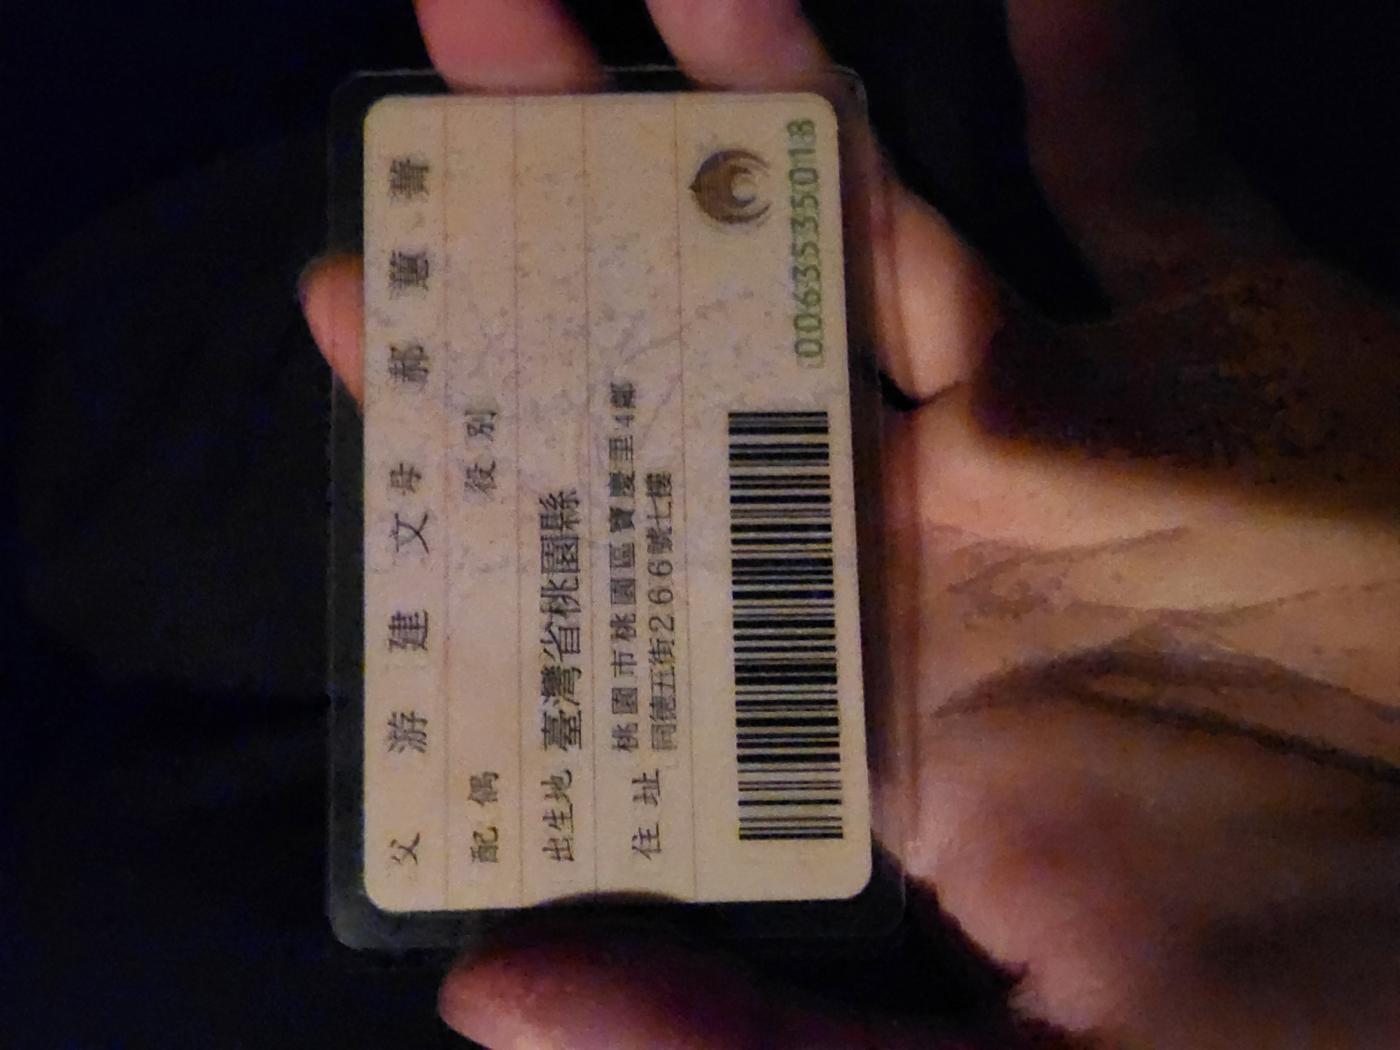 父 游建文 母 郝蕙菁
配偶 役別
出生地 臺灣省桃園縣
住址 桃園市桃園區寶慶里4鄰
同德五街266號七樓
0063535018